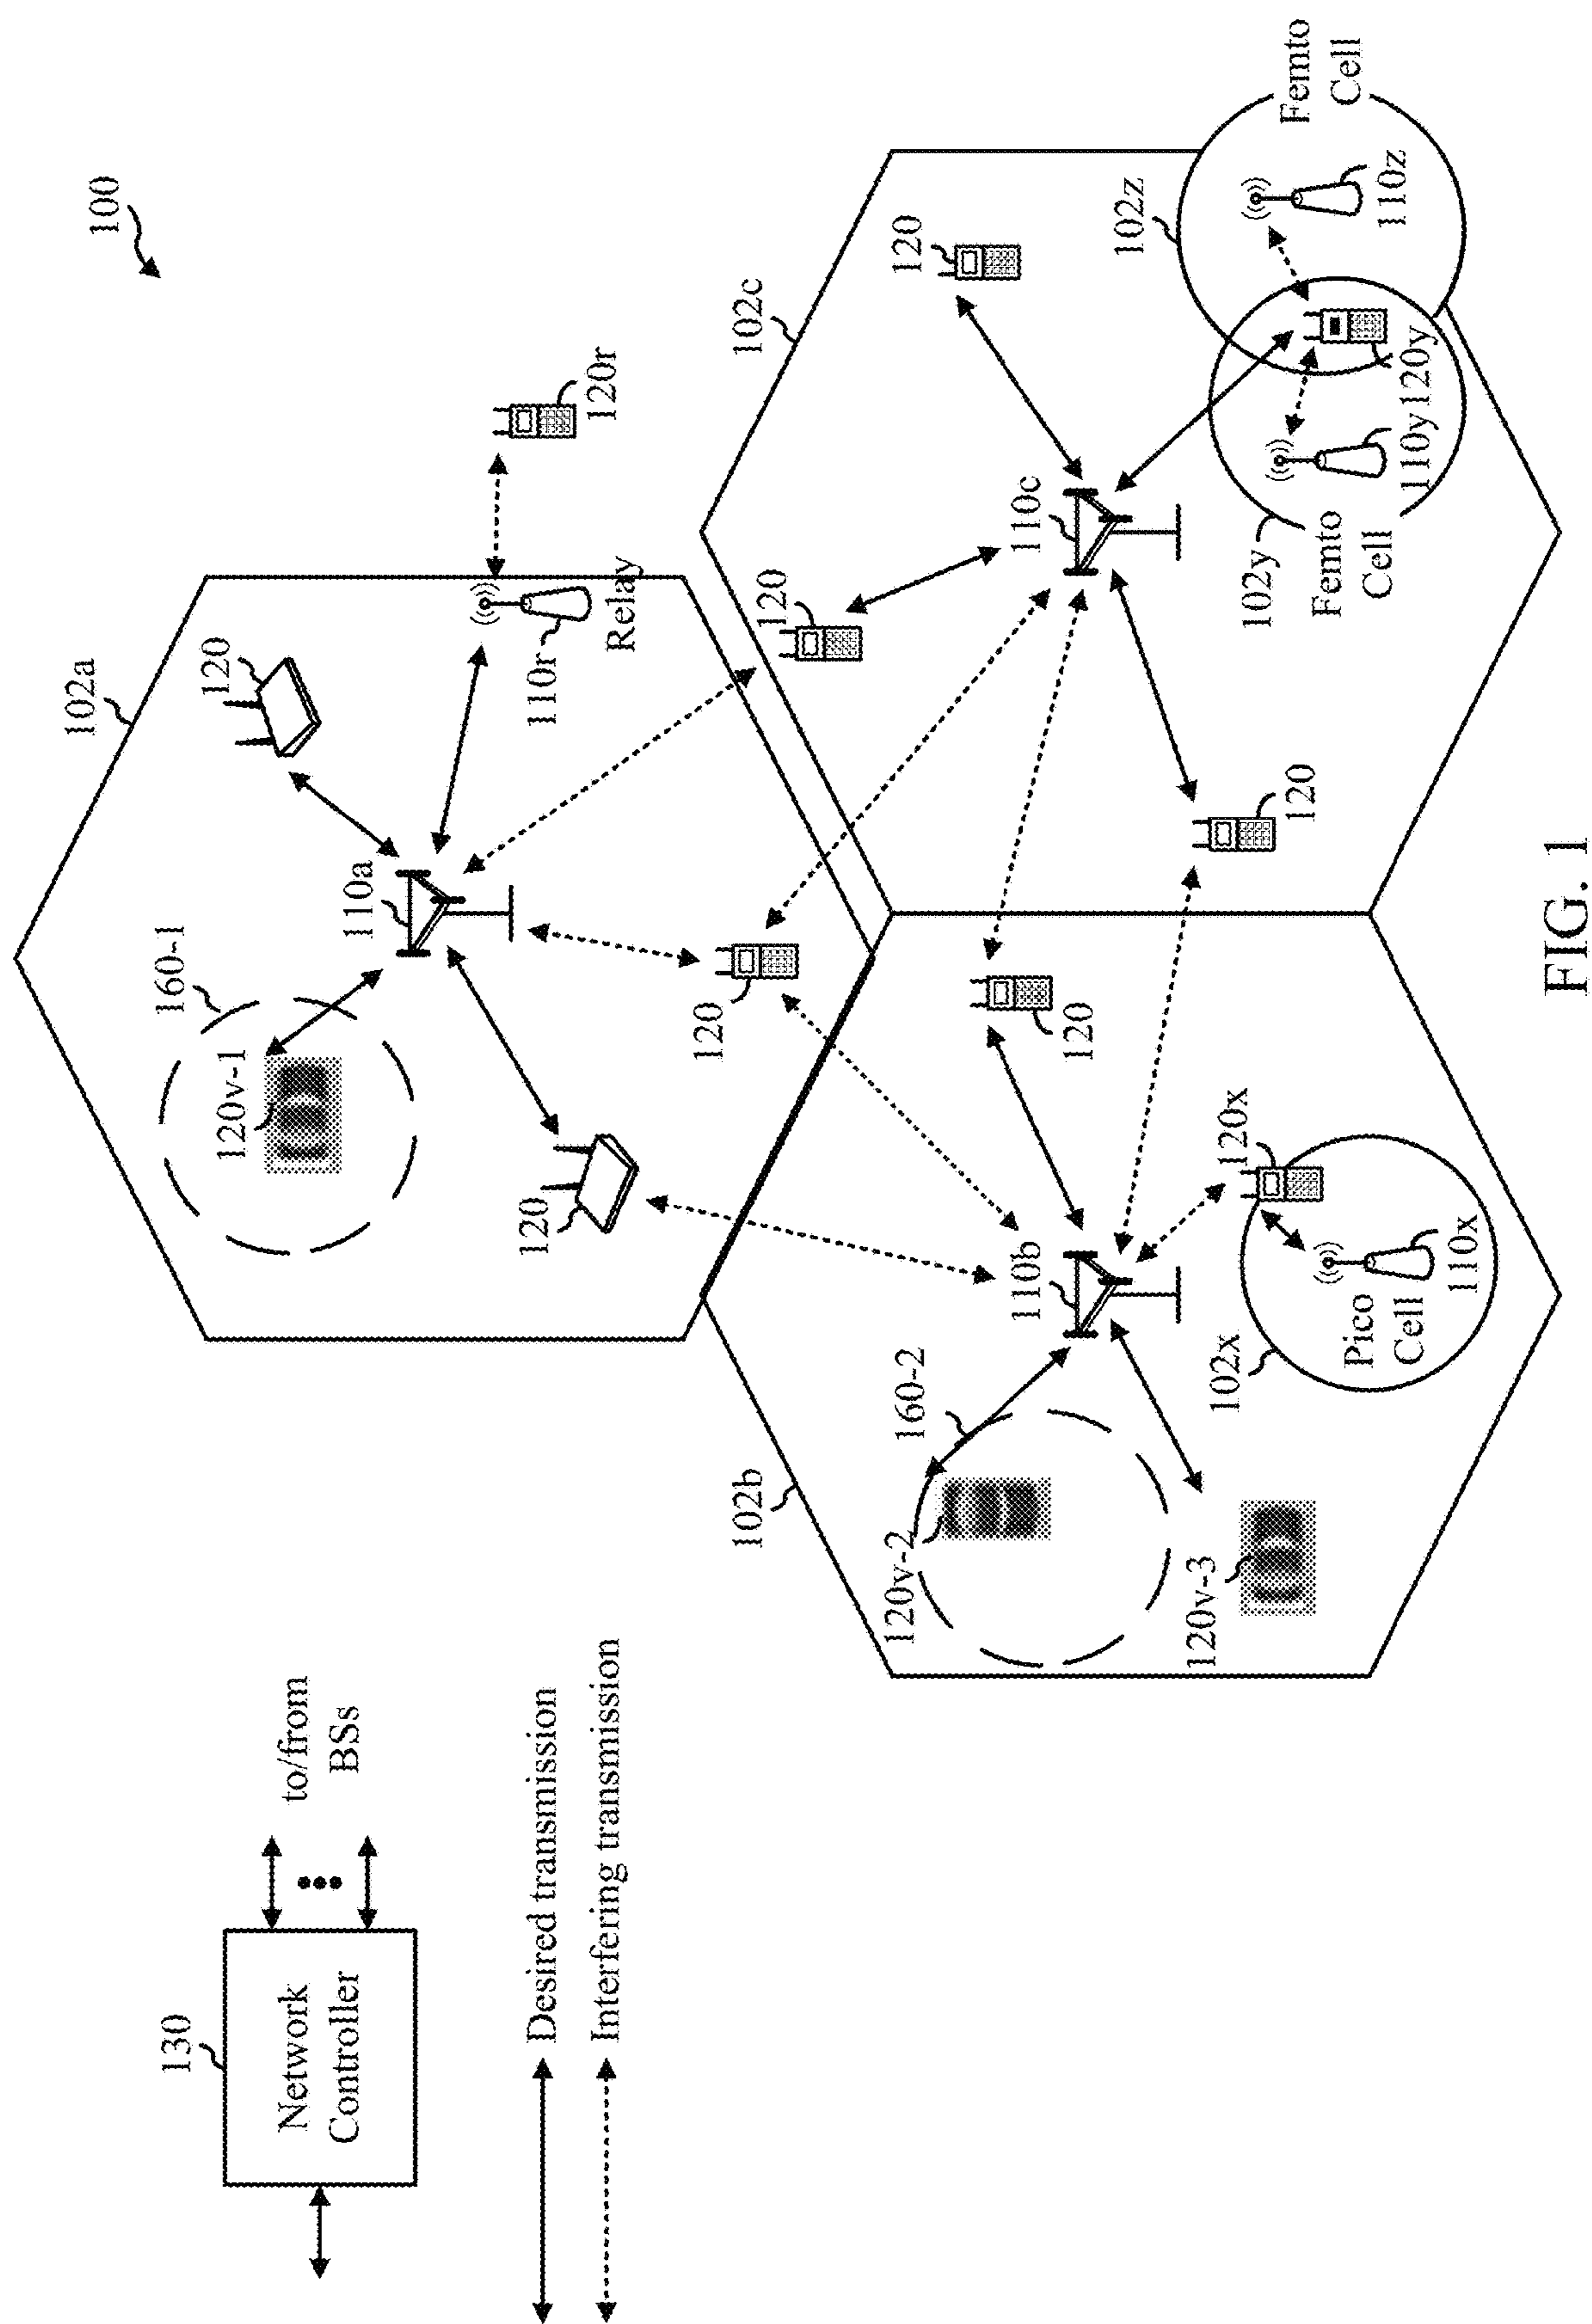 100
130
Network
Controller
to/from
BSs
Desired transmission
Interfering transmission
102a
160-1
120v-1
110a
120
120
110r
Relay
120r
120
102b
160-2
120v-2
120v-3
110b
120
120x
102x
Pico
Cell
110x
102c
120
120
110c
120
102y
Femto
Cell
110y
120y
102z
110z
Femto
Cell
FIG. 1